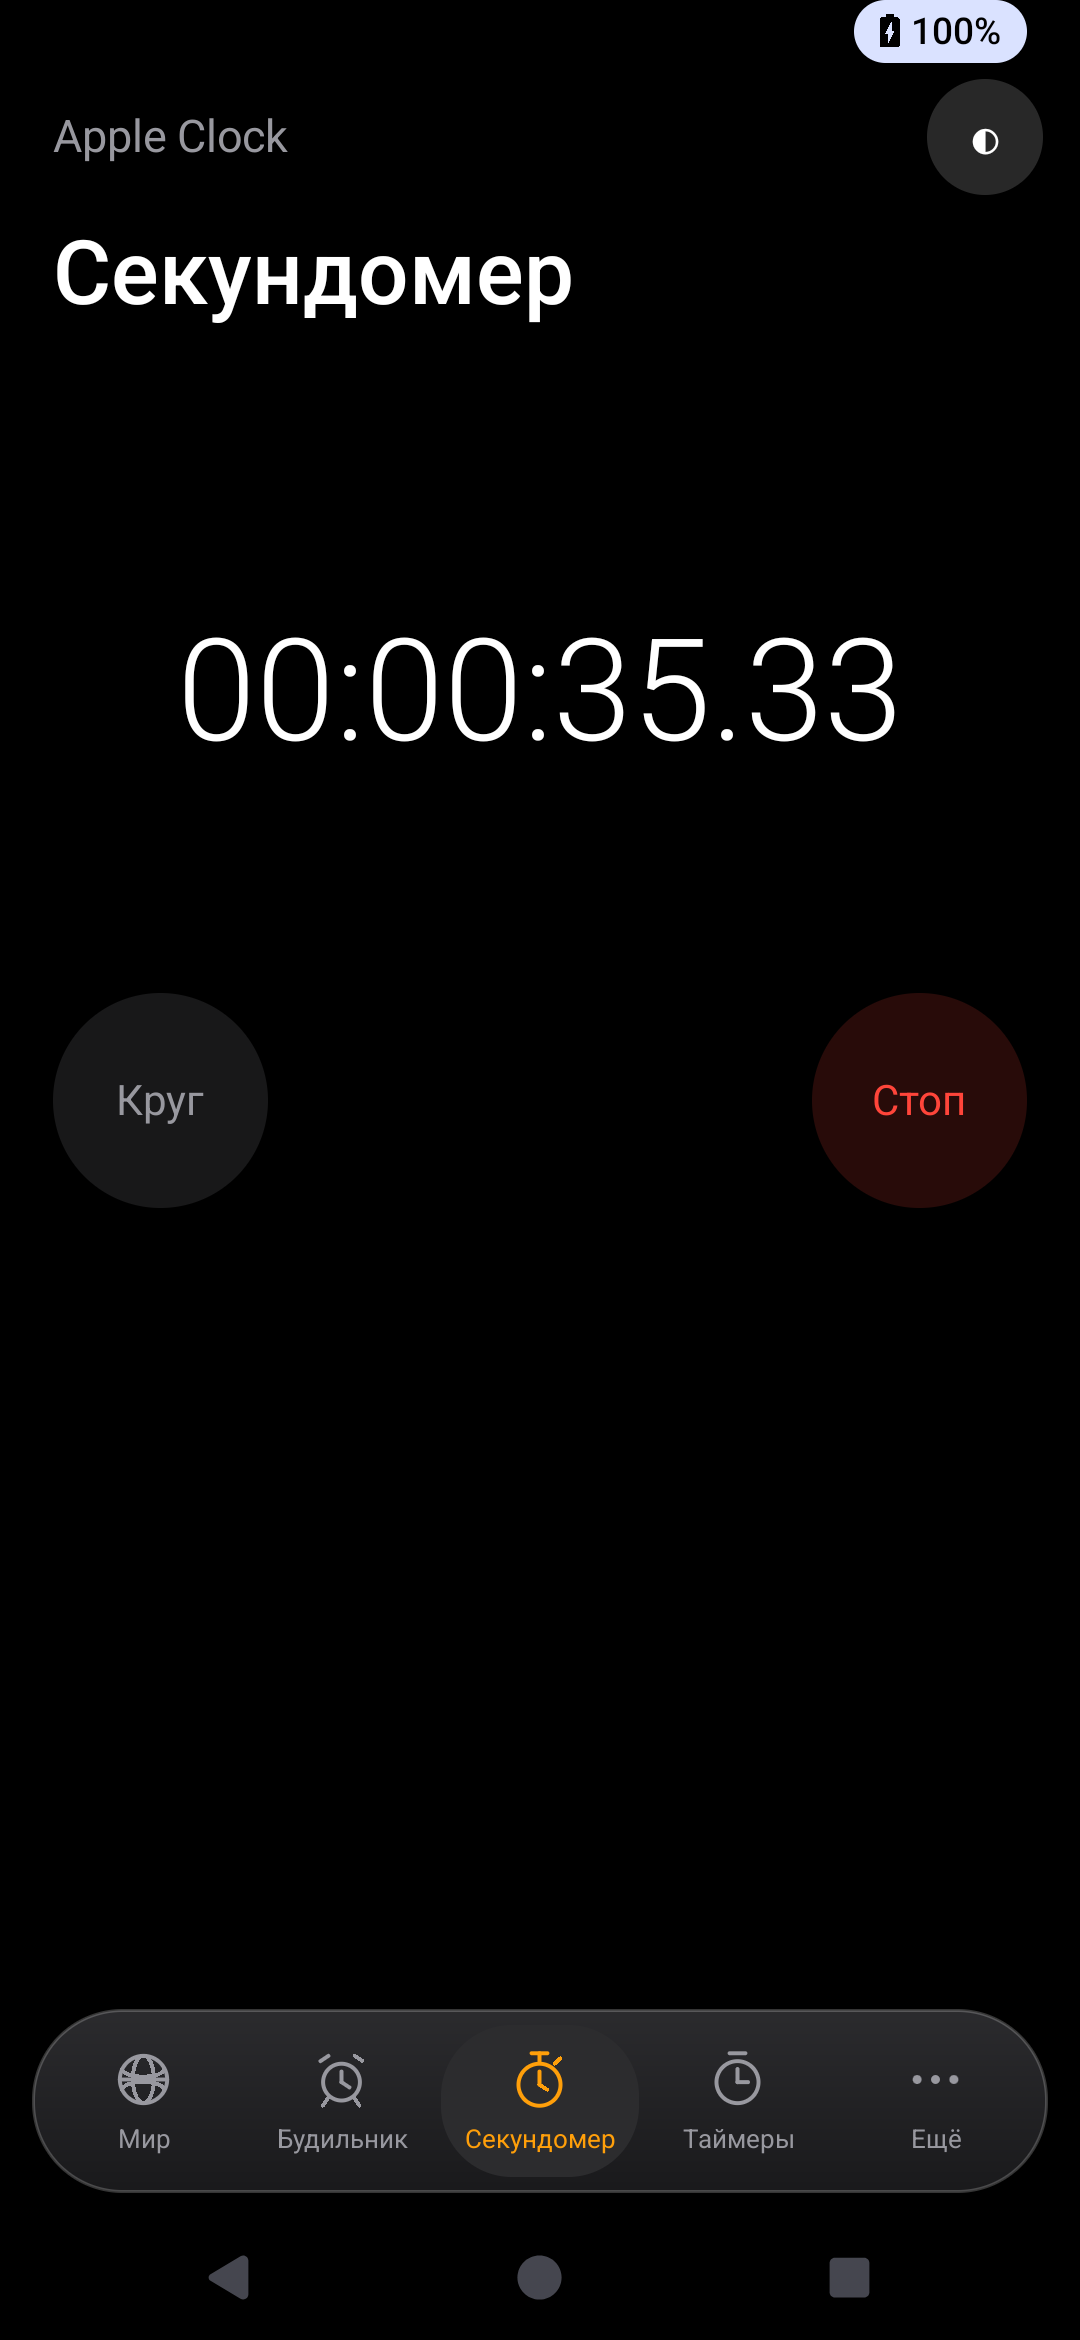 100%
Apple Clock
Секундомер
00:00:35.33
Круг
Стоп
Мир
Будильник
Секундомер
Таймеры
Ещё